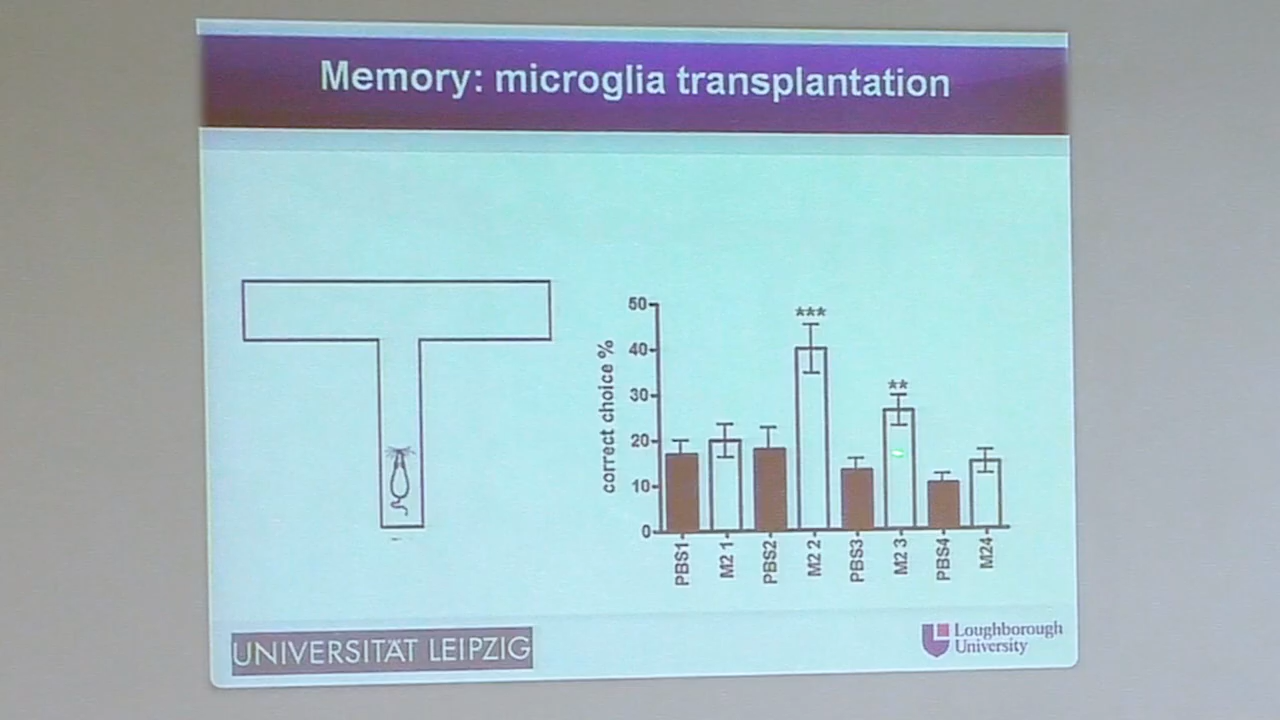 Memory: microglia transplantation
correct choice %
50
40
30
20
10
0
***
**
PBS1
M2 1
PBS2
M2 2
PBS3
M2 3
PBS4
M24
UNIVERSITÄT LEIPZIG
Loughborough
University